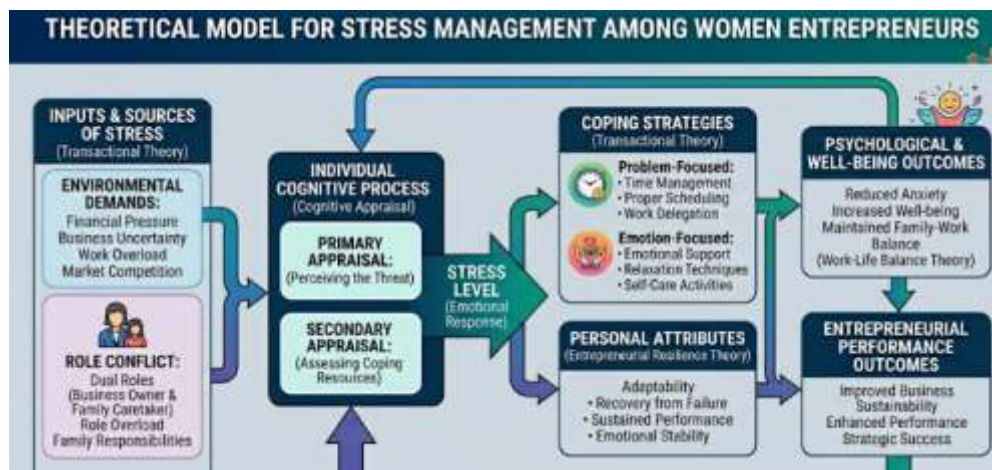 THEORETICAL MODEL FOR STRESS MANAGEMENT AMONG WOMEN ENTREPRENEURS
INPUTS & SOURCES
OF STRESS
(Transactional Theory)
ENVIRONMENTAL
DEMANDS:
Financial Pressure
Business Uncertainty
Work Overload
Market Competition
ROLE CONFLICT:
Dual Roles
(Business Owner &
Family Caretaker)
Role Overload
Family Responsibilities
INDIVIDUAL
COGNITIVE PROCESS
(Cognitive Appraisal)
PRIMARY
APPRAISAL:
(Perceiving the Threat)
SECONDARY
APPRAISAL:
(Assessing Coping
Resources)
STRESS
LEVEL
(Emotional
Response)
COPING STRATEGIES
(Transactional Theory)
Problem-Focused:
• Time Management
• Proper Scheduling
• Work Delegation
Emotion-Focused:
• Emotional Support
• Relaxation Techniques
• Self-Care Activities
PERSONAL ATTRIBUTES
(Entrepreneurial Resilience Theory)
Adaptability
• Recovery from Failure
• Sustained Performance
• Emotional Stability
PSYCHOLOGICAL &
WELL-BEING OUTCOMES
Reduced Anxiety
Increased Well-being
Maintained Family-Work
Balance
(Work-Life Balance Theory)
ENTREPRENEURIAL
PERFORMANCE
OUTCOMES
Improved Business
Sustainability
Enhanced Performance
Strategic Success